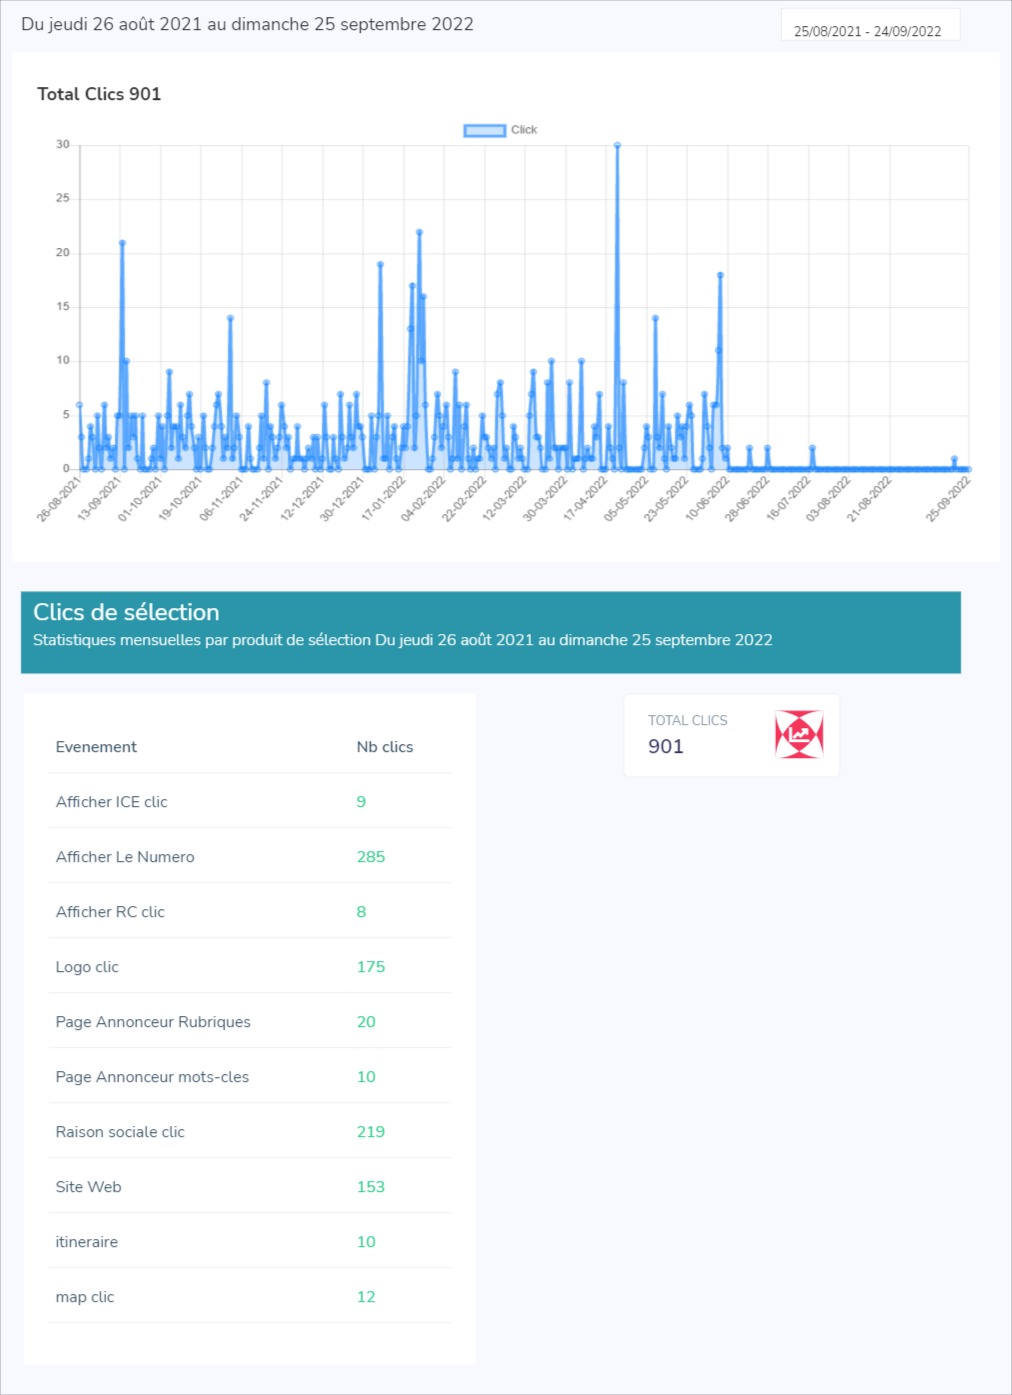 Du jeudi 26 août 2021 au dimanche 25 septembre 2022
25/08/2021 - 24/09/2022
Total Clics 901
Click
30
25
20
15
10
5
0
26-08-2021
13-09-2021
01-10-2021
19-10-2021
06-11-2021
24-11-2021
12-12-2021
30-12-2021
17-01-2022
04-02-2022
22-02-2022
12-03-2022
30-03-2022
17-04-2022
05-05-2022
23-05-2022
10-06-2022
28-06-2022
16-07-2022
03-08-2022
21-08-2022
25-09-2022
Clics de sélection
Statistiques mensuelles par produit de sélection Du jeudi 26 août 2021 au dimanche 25 septembre 2022
Evenement Nb clics
Afficher ICE clic 9
Afficher Le Numero 285
Afficher RC clic 8
Logo clic 175
Page Annonceur Rubriques 20
Page Annonceur mots-cles 10
Raison sociale clic 219
Site Web 153
itineraire 10
map clic 12
TOTAL CLICS
901